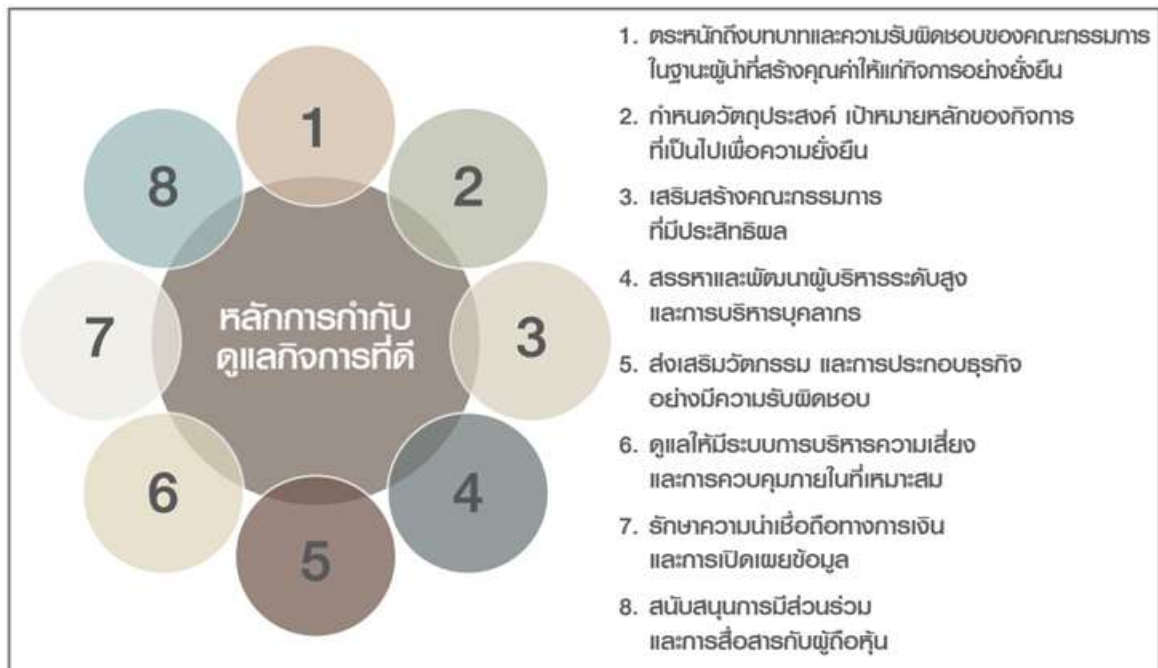 1
2
3
4
5
6
7
8
หลักการกำกับ
ดูแลกิจการที่ดี
1. ตระหนักถึงบทบาทและความรับผิดชอบของคณะกรรมการ
ในฐานะผู้นำที่สร้างคุณค่าให้แก่กิจการอย่างยั่งยืน
2. กำหนดวัตถุประสงค์ เป้าหมายหลักของกิจการ
ที่เป็นไปเพื่อความยั่งยืน
3. เสริมสร้างคณะกรรมการ
ที่มีประสิทธิผล
4. สรรหาและพัฒนาผู้บริหารระดับสูง
และการบริหารบุคลากร
5. ส่งเสริมวัตกรรม และการประกอบธุรกิจ
อย่างมีความรับผิดชอบ
6. ดูแลให้มีระบบการบริหารความเสี่ยง
และการควบคุมภายในที่เหมาะสม
7. รักษาความน่าเชื่อถือทางการเงิน
และการเปิดเผยข้อมูล
8. สนับสนุนการมีส่วนร่วม
และการสื่อสารกับผู้ถือหุ้น